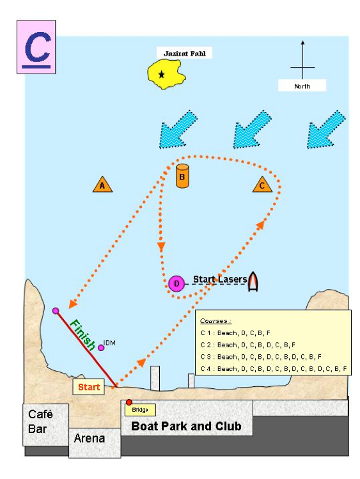 C
Jazirat Fahl
North
A
B
C
D
Start Lasers
Finish
IDM
Start
Courses :
C 1 : Beach, D, C, B, F
C 2 : Beach, D, C, B, D, C, B, F
C 3 : Beach, D, C, B, D, C, B, D, C, B, F
C 4 : Beach, D, C, B, D, C, B, D, C, B, D, C, B, F
Bridge
Café
Bar
Arena
Boat Park and Club